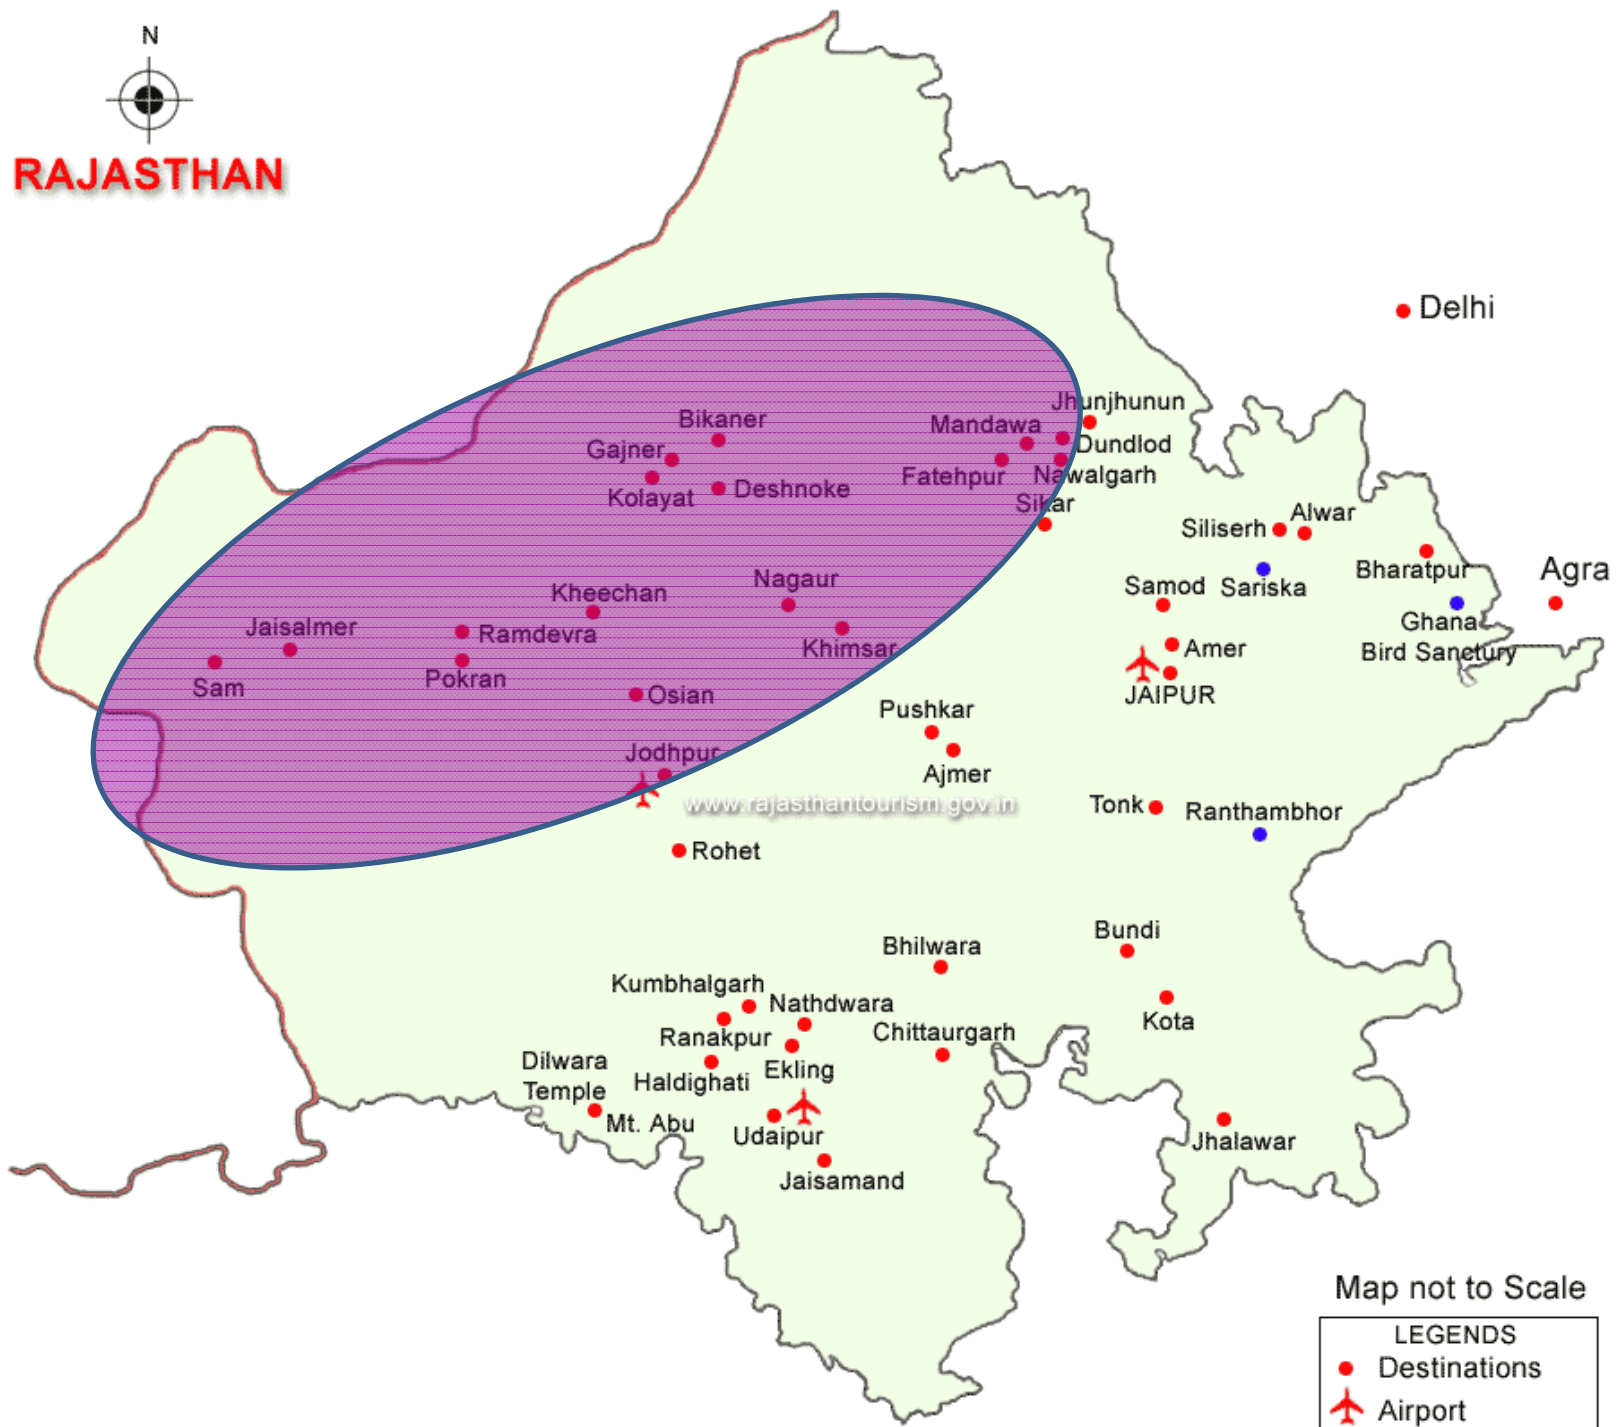 N
RAJASTHAN
Delhi
Jhunjhunun
Bikaner
Mandawa
Dundlod
Gajner
Fatehpur
Nawalgarh
Kolayat
Deshnoke
Sikar
Siliserh
Alwar
Agra
Bharatpur
Nagaur
Samod
Sariska
Kheechan
Ghana
Bird Sanctury
Jaisalmer
Ramdevra
Khimsar
Amer
Sam
Pokran
Osian
JAIPUR
Pushkar
Jodhpur
Ajmer
www.rajasthantourism.gov.in
Tonk
Ranthambhor
Rohet
Bundi
Bhilwara
Kumbhalgarh
Nathdwara
Kota
Ranakpur
Chittaurgarh
Dilwara
Temple
Ekling
Haldighati
Mt. Abu
Udaipur
Jhalawar
Jaisamand
Map not to Scale
LEGENDS
Destinations
Airport